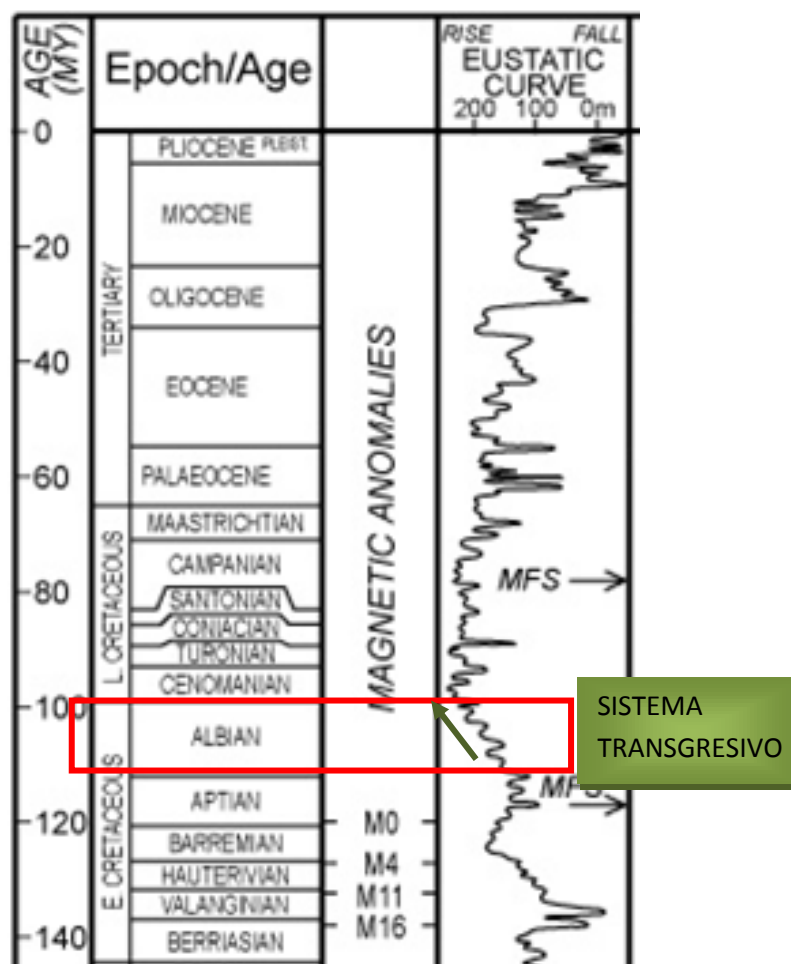 AGE
(MY)
Epoch/Age
RISE FALL
EUSTATIC
CURVE
200 100 0m
0
20
40
60
80
100
120
140
TERTIARY
L. CRETACEOUS
E. CRETACEOUS
PLIOCENE PLEIST.
MIOCENE
OLIGOCENE
EOCENE
PALAEOCENE
MAASTRICHTIAN
CAMPANIAN
SANTONIAN
CONIACIAN
TURONIAN
CENOMANIAN
ALBIAN
APTIAN
BARREMIAN
HAUTERIVIAN
VALANGINIAN
BERRIASIAN
MAGNETIC ANOMALIES
M0
M4
M11
M16
MFS
SISTEMA
TRANSGRESIVO
MFS